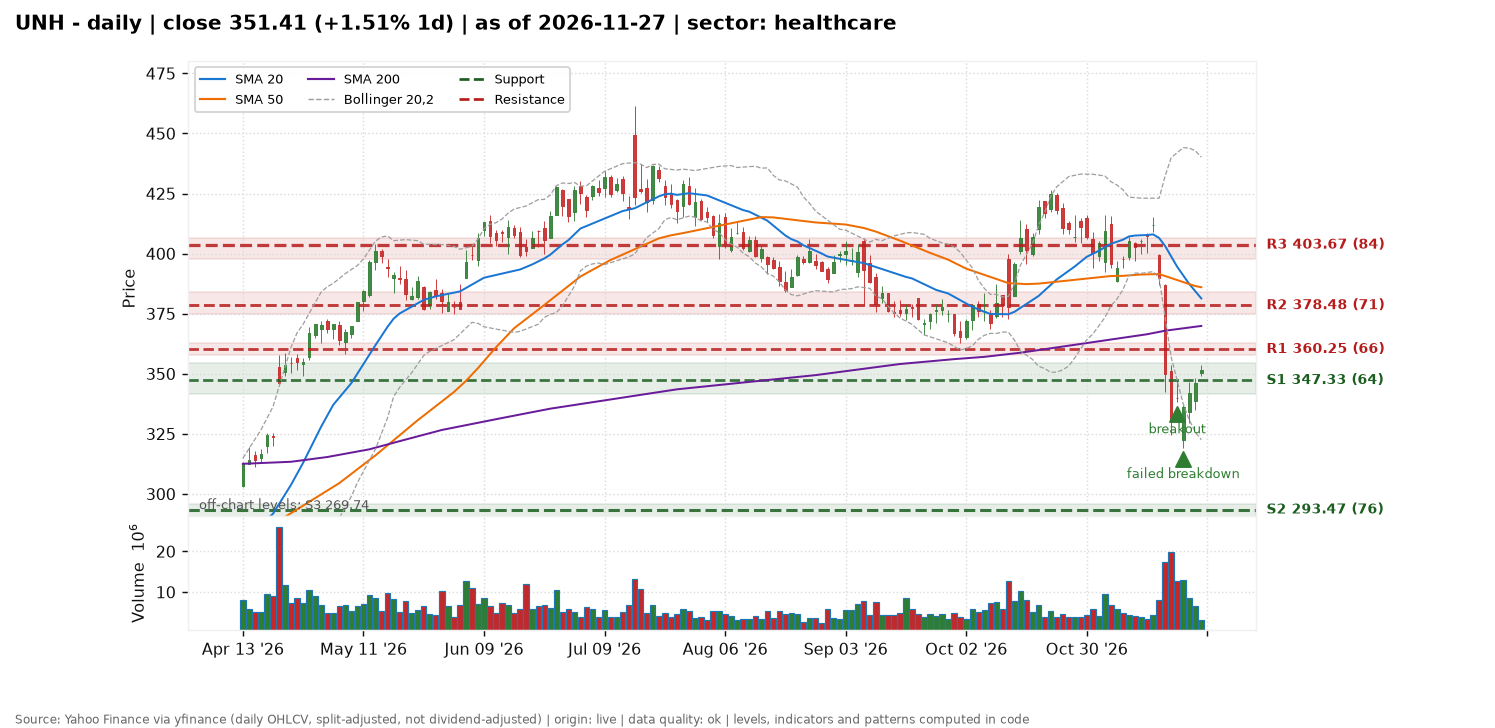 UNH - daily | close 351.41 (+1.51% 1d) | as of 2026-11-27 | sector: healthcare
SMA 20
SMA 50
SMA 200
Bollinger 20,2
Support
Resistance
Price
475
450
425
400
375
350
325
300
R3 403.67 (84)
R2 378.48 (71)
R1 360.25 (66)
S1 347.33 (64)
breakout
failed breakdown
off-chart levels: S3 269.74
S2 293.47 (76)
Volume 10⁶
20
10
Apr 13 '26
May 11 '26
Jun 09 '26
Jul 09 '26
Aug 06 '26
Sep 03 '26
Oct 02 '26
Oct 30 '26
Source: Yahoo Finance via yfinance (daily OHLCV, split-adjusted, not dividend-adjusted) | origin: live | data quality: ok | levels, indicators and patterns computed in code